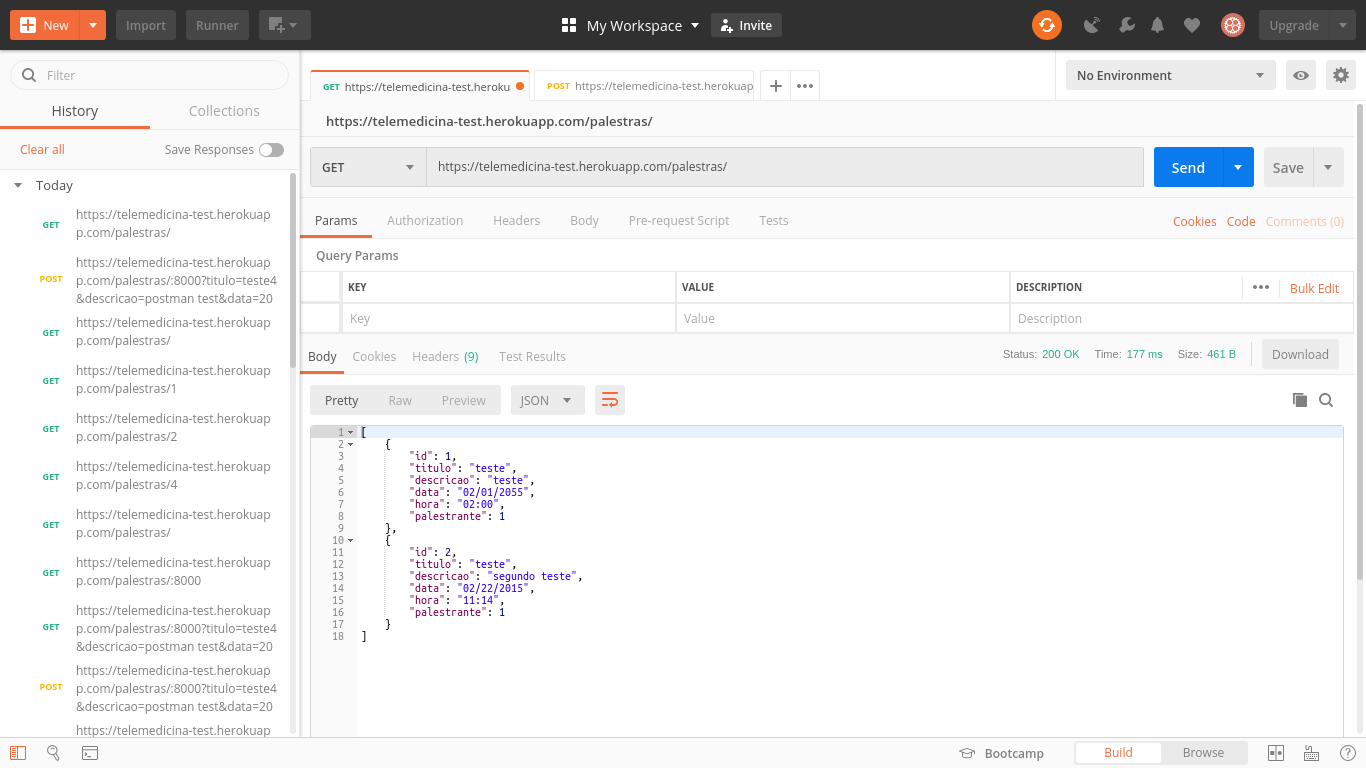 New
Import
Runner
My Workspace
Invite
Upgrade
Filter
History
Collections
Clear all
Save Responses
Today
GET
https://telemedicina-test.herokuap
p.com/palestras/
POST
https://telemedicina-test.herokuap
p.com/palestras/:8000?titulo=teste4
&descricao=postman test&data=20
GET
https://telemedicina-test.herokuap
p.com/palestras/
GET
https://telemedicina-test.herokuap
p.com/palestras/1
GET
https://telemedicina-test.herokuap
p.com/palestras/2
GET
https://telemedicina-test.herokuap
p.com/palestras/4
GET
https://telemedicina-test.herokuap
p.com/palestras/
GET
https://telemedicina-test.herokuap
p.com/palestras/:8000
GET
https://telemedicina-test.herokuap
p.com/palestras/:8000?titulo=teste4
&descricao=postman test&data=20
POST
https://telemedicina-test.herokuap
p.com/palestras/:8000?titulo=teste4
&descricao=postman test&data=20
https://telemedicina-test.herokuap
GET https://telemedicina-test.heroku
POST https://telemedicina-test.herokuapp
No Environment
https://telemedicina-test.herokuapp.com/palestras/
GET
https://telemedicina-test.herokuapp.com/palestras/
Send
Save
Params Authorization Headers Body Pre-request Script Tests
Cookies Code Comments (0)
Query Params
KEY VALUE DESCRIPTION
Bulk Edit
Key Value Description
Body Cookies Headers (9) Test Results
Status: 200 OK Time: 177 ms Size: 461 B
Download
Pretty Raw Preview
JSON
1 [
2 {
3 "id": 1,
4 "titulo": "teste",
5 "descricao": "teste",
6 "data": "02/01/2055",
7 "hora": "02:00",
8 "palestrante": 1
9 },
10 {
11 "id": 2,
12 "titulo": "teste",
13 "descricao": "segundo teste",
14 "data": "02/22/2015",
15 "hora": "11:14",
16 "palestrante": 1
17 }
18 ]
Bootcamp
Build
Browse